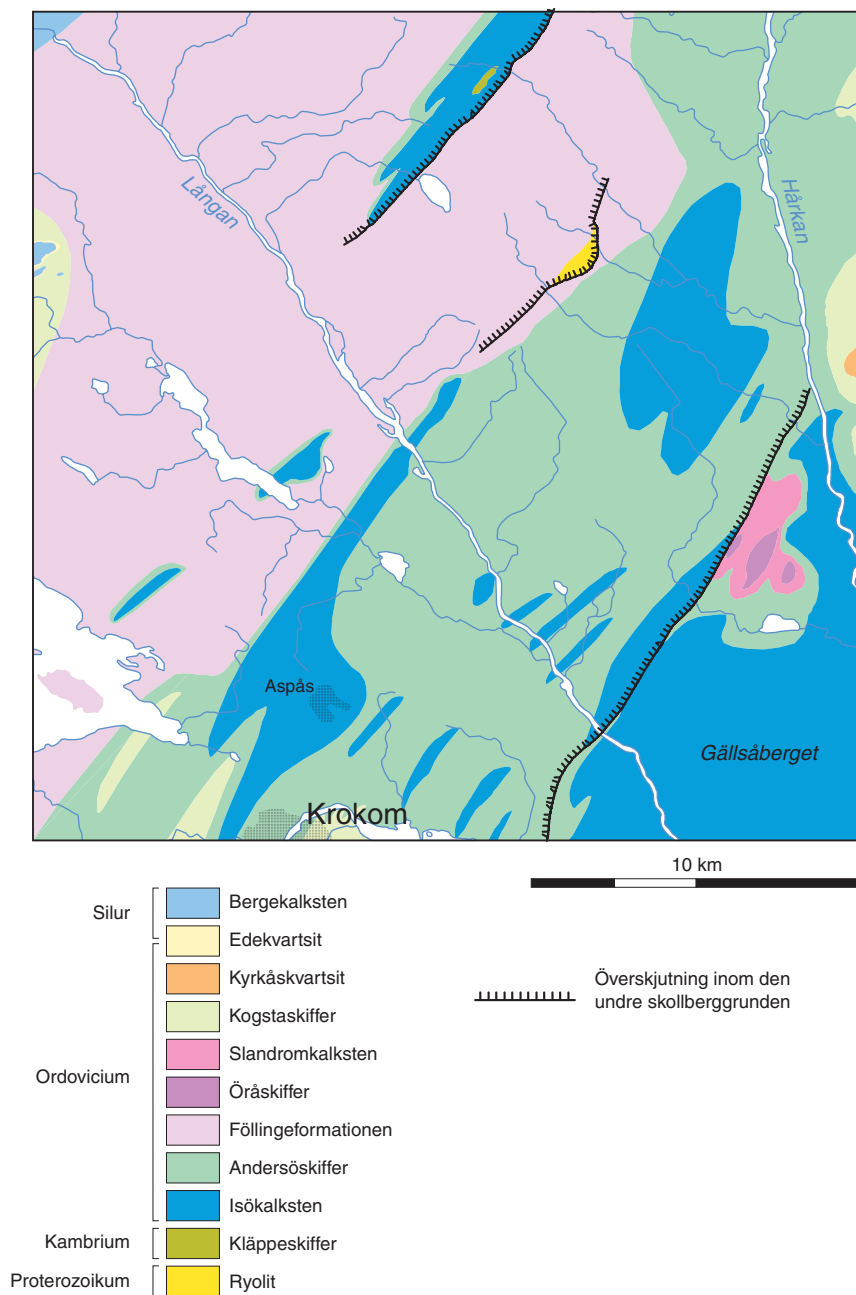 Långan
Hårkan
Aspås
Gällsåberget
Krokom
10 km
Silur
Bergekalksten
Edekvartsit
Kyrkåskvartsit
Kogstaskiffer
Ordovicium
Slandromkalksten
Öråskiffer
Föllingeformationen
Andersöskiffer
Isökalksten
Kambrium
Kläppeskiffer
Proterozoikum
Ryolit
Överskjutning inom den
undre skollberggrunden